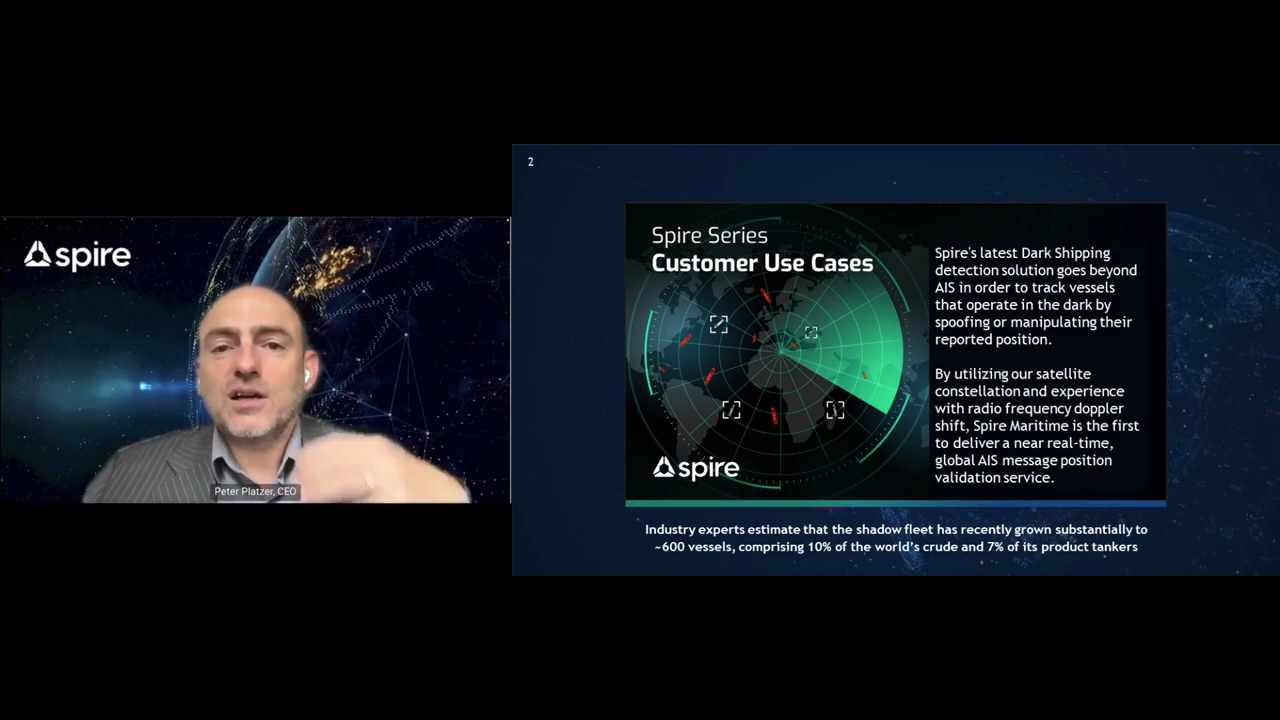 spire
Peter Platzer, CEO
2
Spire Series
Customer Use Cases
spire
Spire's latest Dark Shipping
detection solution goes beyond
AIS in order to track vessels
that operate in the dark by
spoofing or manipulating their
reported position.
By utilizing our satellite
constellation and experience
with radio frequency doppler
shift, Spire Maritime is the first
to deliver a near real-time,
global AIS message position
validation service.
Industry experts estimate that the shadow fleet has recently grown substantially to
~600 vessels, comprising 10% of the world's crude and 7% of its product tankers